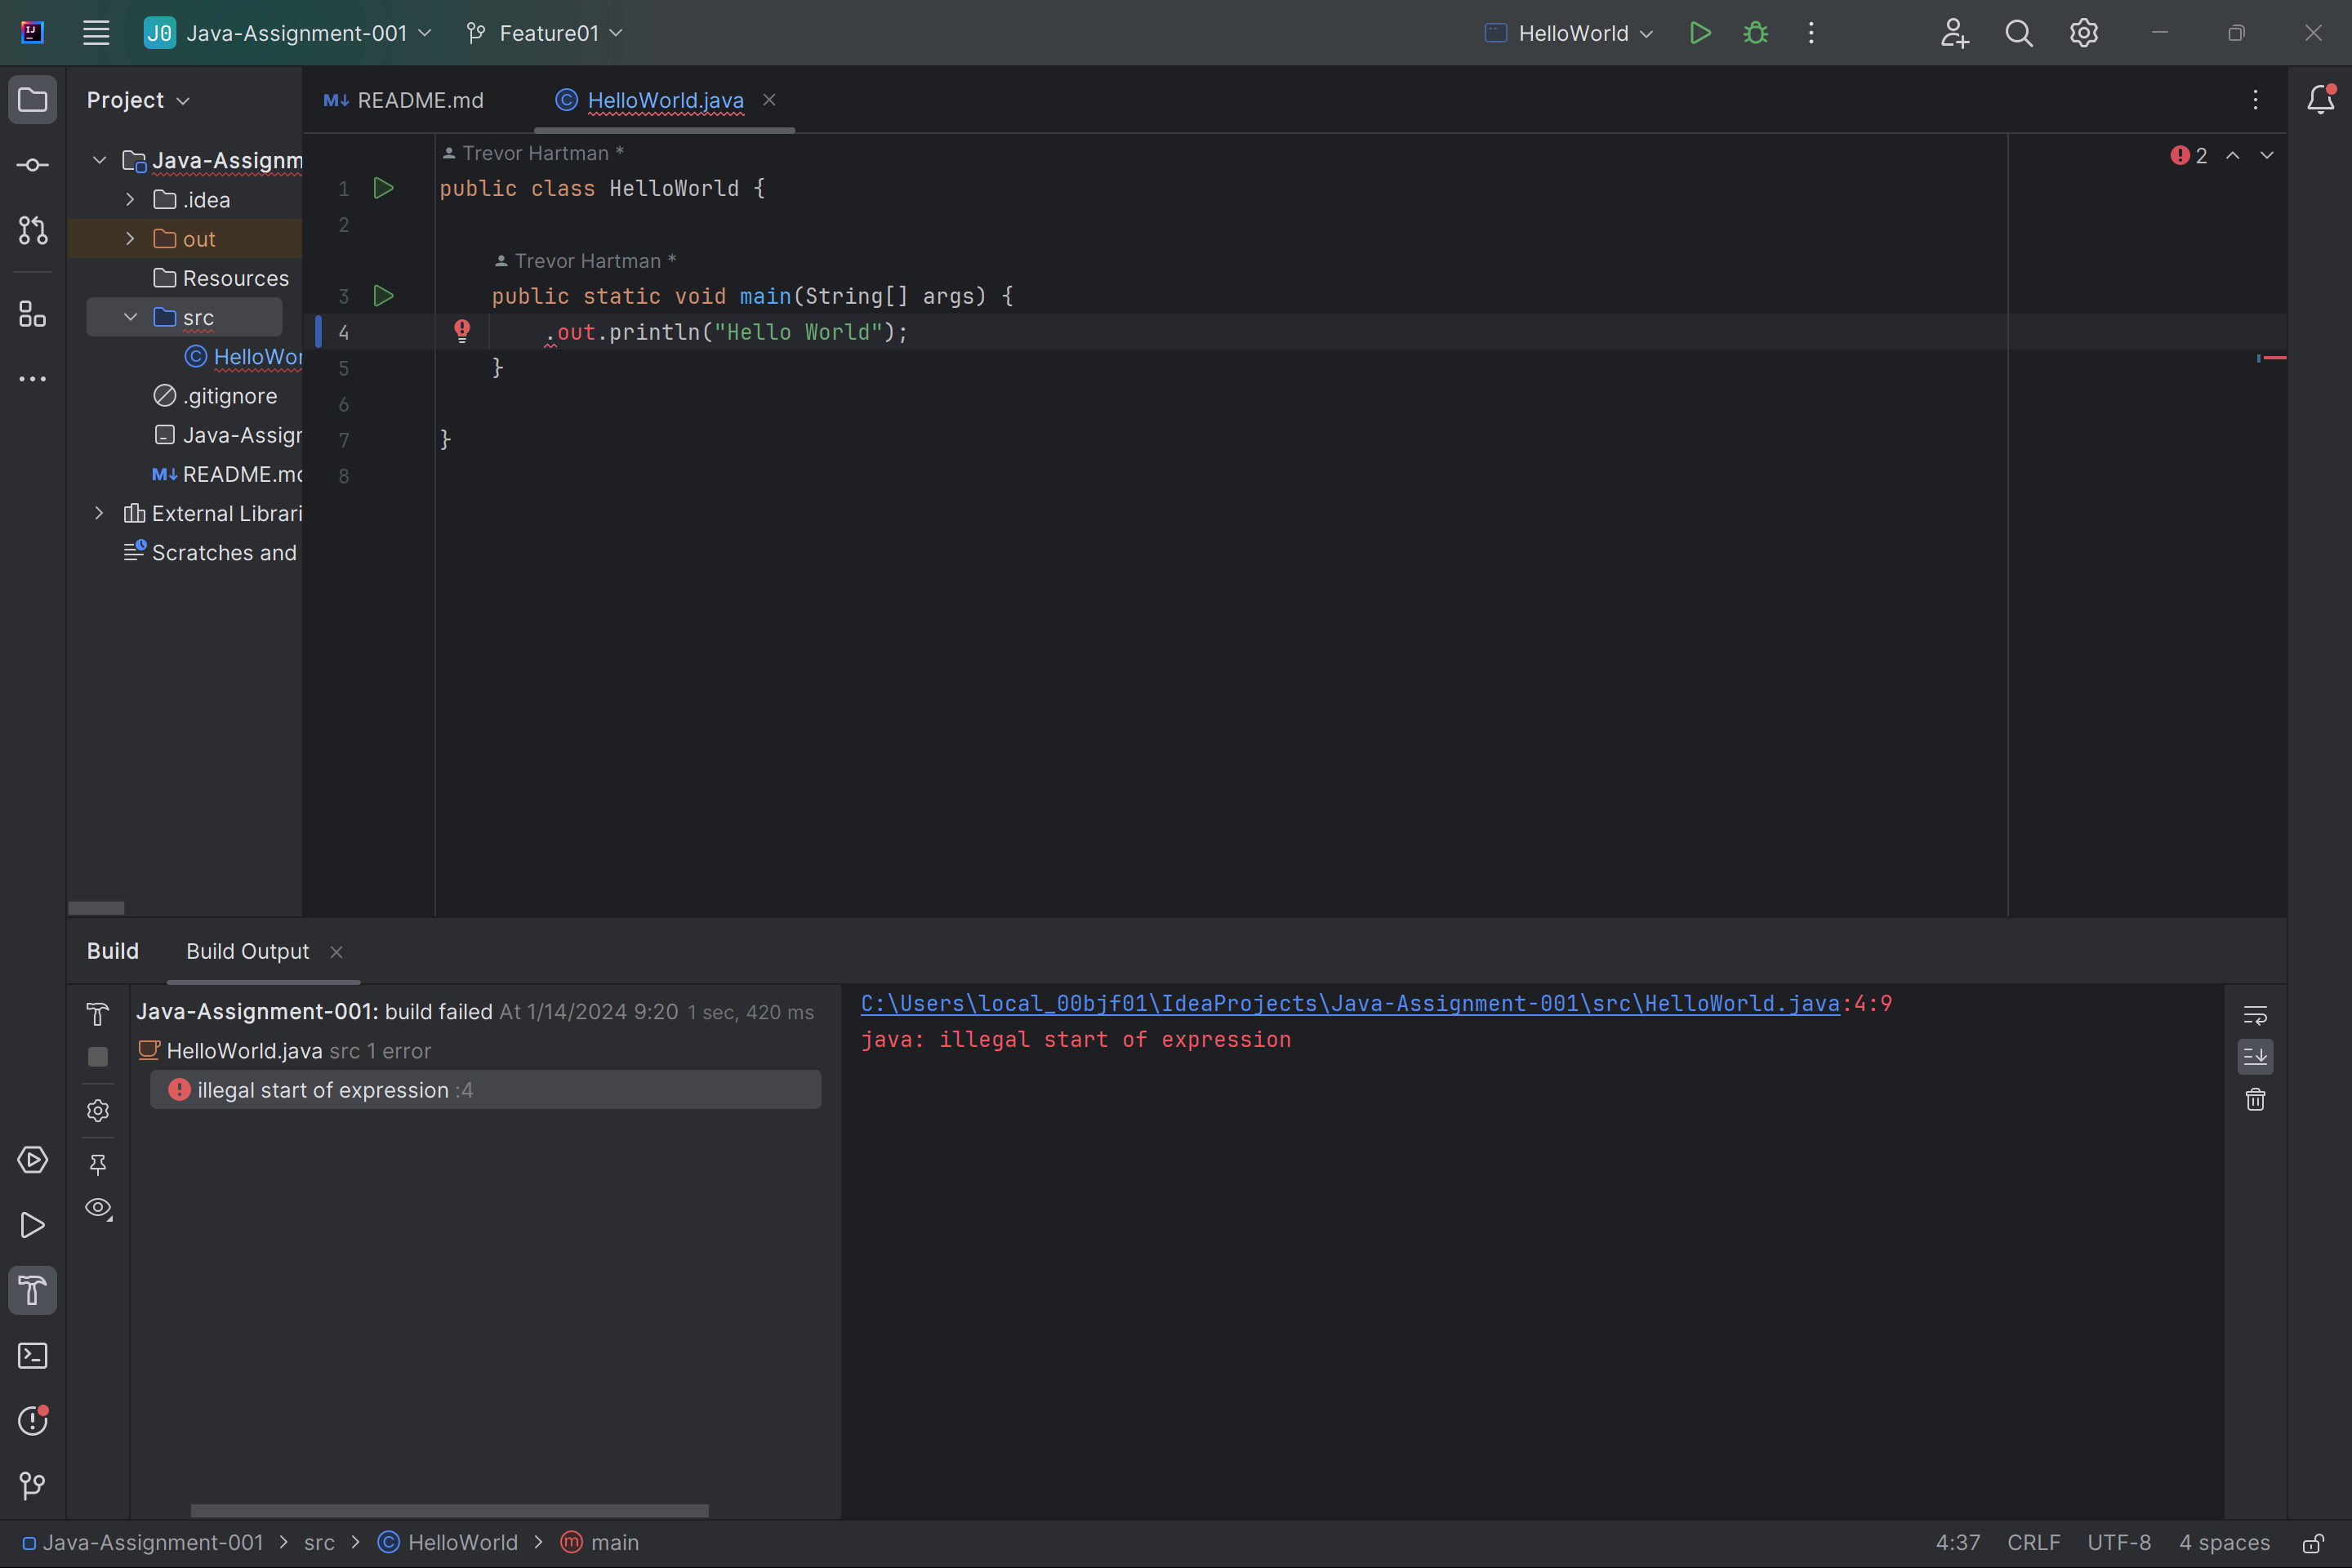 J0 Java-Assignment-001 Feature01 HelloWorld
Project
README.md HelloWorld.java
Java-Assignm
.idea
out
Resources
src
HelloWor
.gitignore
Java-Assigr
README.md
External Librari
Scratches and
2
Trevor Hartman *
1 public class HelloWorld {
2
Trevor Hartman *
3 public static void main(String[] args) {
4 .out.println("Hello World");
5 }
6
7 }
8
Build Build Output
Java-Assignment-001: build failed At 1/14/2024 9:20 1 sec, 420 ms
HelloWorld.java src 1 error
illegal start of expression :4
C:\Users\local_00bjf01\IdeaProjects\Java-Assignment-001\src\HelloWorld.java:4:9
java: illegal start of expression
Java-Assignment-001 > src > HelloWorld > main
4:37 CRLF UTF-8 4 spaces